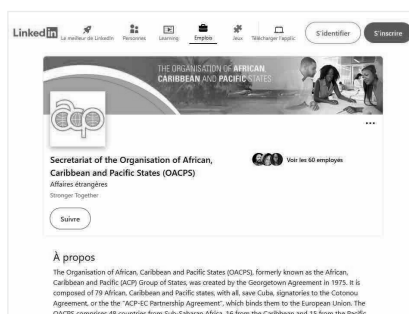 Linked in
Le meilleur de LinkedIn Personnes Learning Emplois Jeux Télécharger l'applic S'identifier S'inscrire
THE ORGANISATION OF AFRICAN
CARIBBEAN AND PACIFIC STATES
acp
Secretariat of the Organisation of African,
Caribbean and Pacific States (OACPS)
Voir les 60 employés
Affaires étrangères
Stronger Together
Suivre
À propos
The Organisation of African, Caribbean and Pacific States (OACPS), formerly known as the African,
Caribbean and Pacific (ACP) Group of States, was created by the Georgetown Agreement in 1975. It is
composed of 79 African, Caribbean and Pacific states, with all, save Cuba, signatories to the Cotonou
Agreement, or the the "ACP-EC Partnership Agreement", which binds them to the European Union. The
OACPS comprises 48 countries from Sub-Saharan Africa, 16 from the Caribbean and 15 from the Pacific.